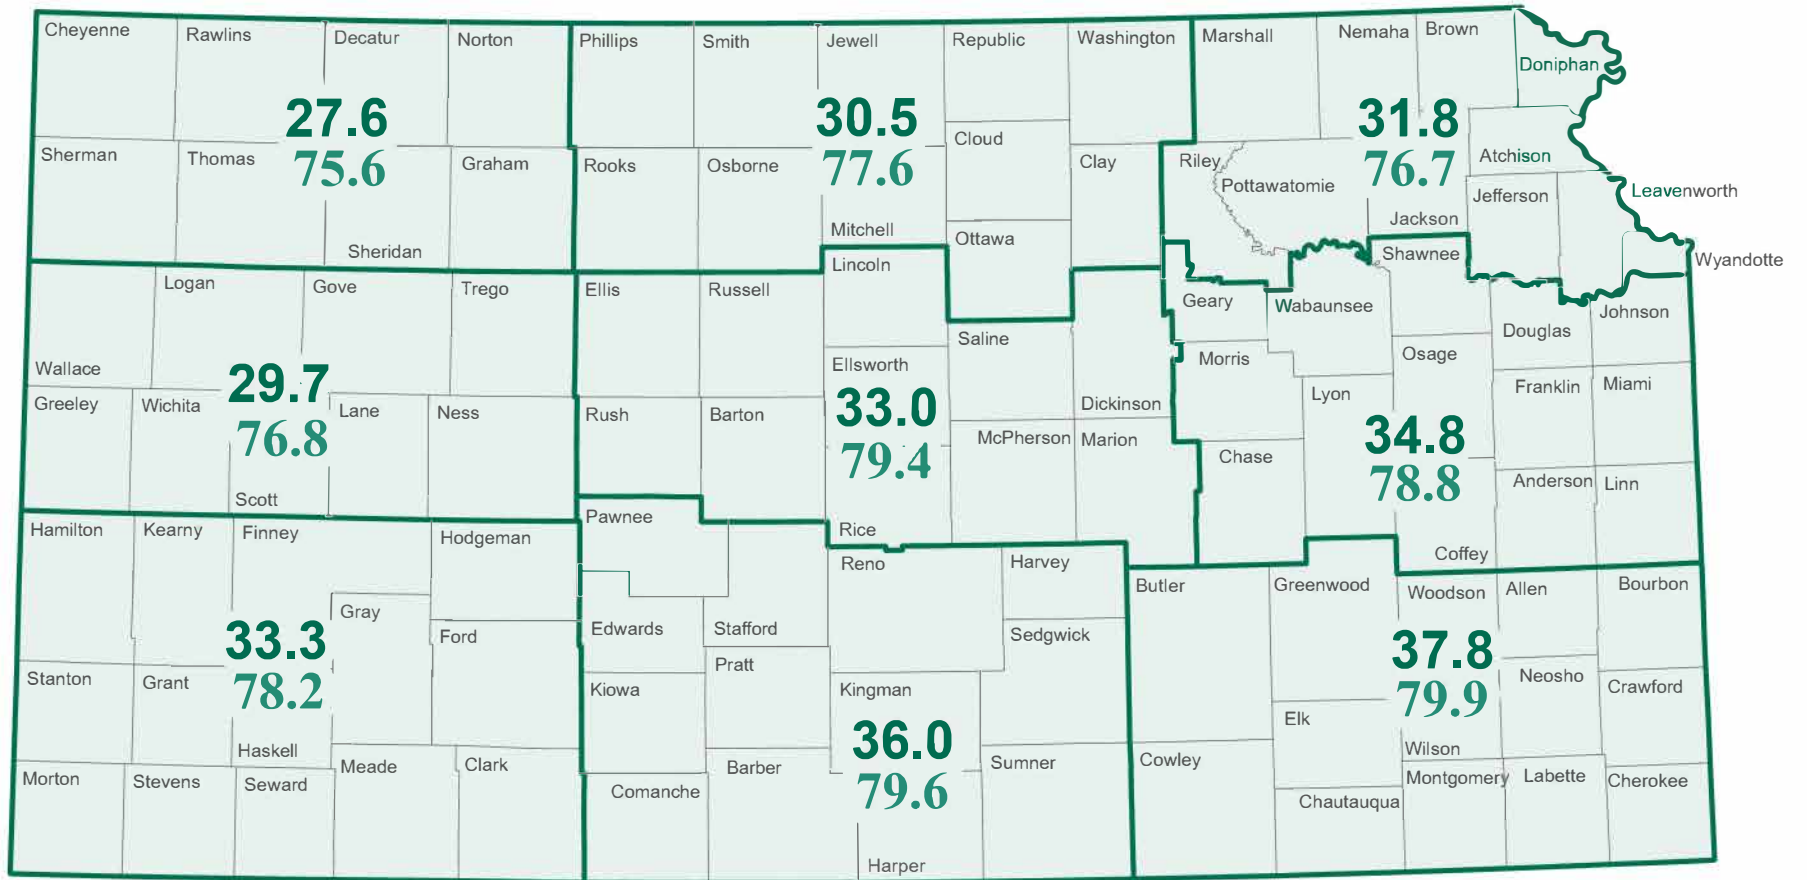 Cheyenne Rawlins Decatur Norton Phillips Smith Jewell Republic Washington Marshall Nemaha Brown
Doniphan
27.6 30.5 31.8
75.6 77.6 76.7
Sherman Thomas Graham Rooks Osborne Cloud Clay Riley Atchison
Pottawatomie Jefferson Leavenworth
Sheridan Mitchell Ottawa Jackson
Lincoln Shawnee Wyandotte
Logan Gove Trego Ellis Russell Geary Wabaunsee Johnson
Wallace Ellsworth Saline Morris Osage Douglas
29.7 33.0 34.8
76.8 79.4 78.8
Greeley Wichita Lane Ness Rush Barton Dickinson Lyon Franklin Miami
McPherson Marion Chase
Scott Rice Coffey Anderson Linn
Hamilton Kearny Finney Hodgeman Pawnee Reno Harvey Butler Greenwood Woodson Allen Bourbon
Gray Ford Edwards Stafford Sedgwick
33.3 37.8
78.2 79.9
Stanton Grant Kiowa Pratt Kingman Elk Neosho Crawford
36.0
79.6
Haskell Wilson
Morton Stevens Seward Meade Clark Comanche Barber Sumner Cowley Montgomery Labette Cherokee
Chautauqua
Harper